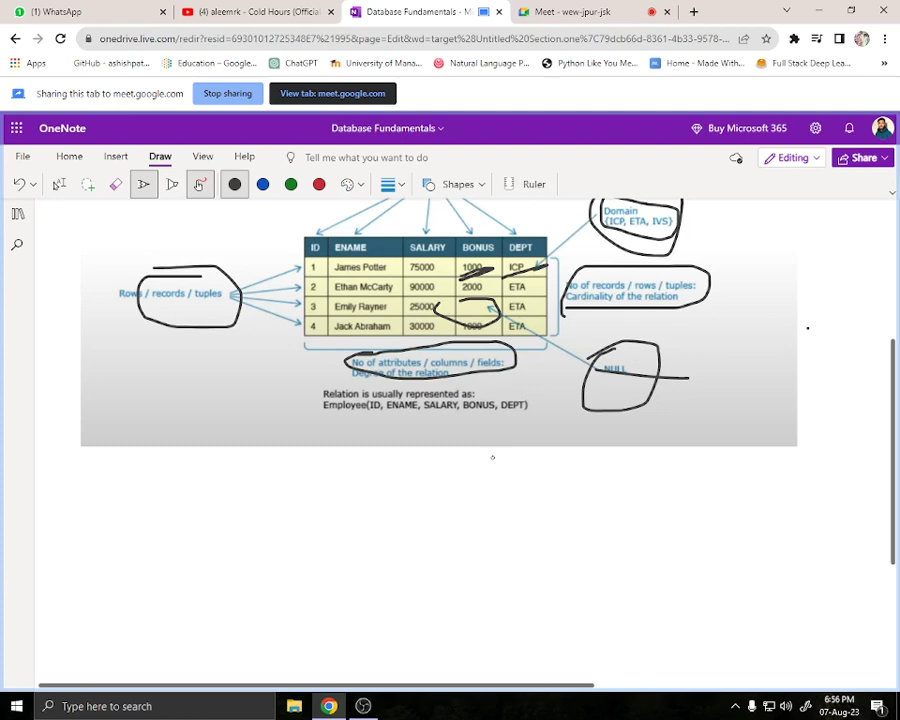 (1) WhatsApp
(4) aleemrk - Cold Hours (Official
Database Fundamentals - Mi
Meet - wew-jpur-jsk
onedrive.live.com/redir?resid=69301012725348E7%21995&page=Edit&wd=target%28Untitled Section.one%7C79dcb66d-8361-4b33-9578-...
Apps
GitHub - ashishpat...
Education – Google...
ChatGPT
University of Mana...
Natural Language P...
Python Like You Me...
Home - Made With...
Full Stack Deep Lea...
Sharing this tab to meet.google.com
Stop sharing
View tab: meet.google.com
OneNote
Database Fundamentals
Buy Microsoft 365
File
Home
Insert
Draw
View
Help
Tell me what you want to do
Editing
Share
Shapes
Ruler
Domain
{ICP, ETA, IVS}
ID ENAME SALARY BONUS DEPT
1 James Potter 75000 1000 ICP
2 Ethan McCarty 90000 2000 ETA
3 Emily Rayner 25000 ETA
4 Jack Abraham 30000 1000 ETA
Rows / records / tuples
No of records / rows / tuples:
Cardinality of the relation
No of attributes / columns / fields:
Degree of the relation
NULL
Relation is usually represented as:
Employee(ID, ENAME, SALARY, BONUS, DEPT)
Type here to search
6:56 PM
07-Aug-23
1